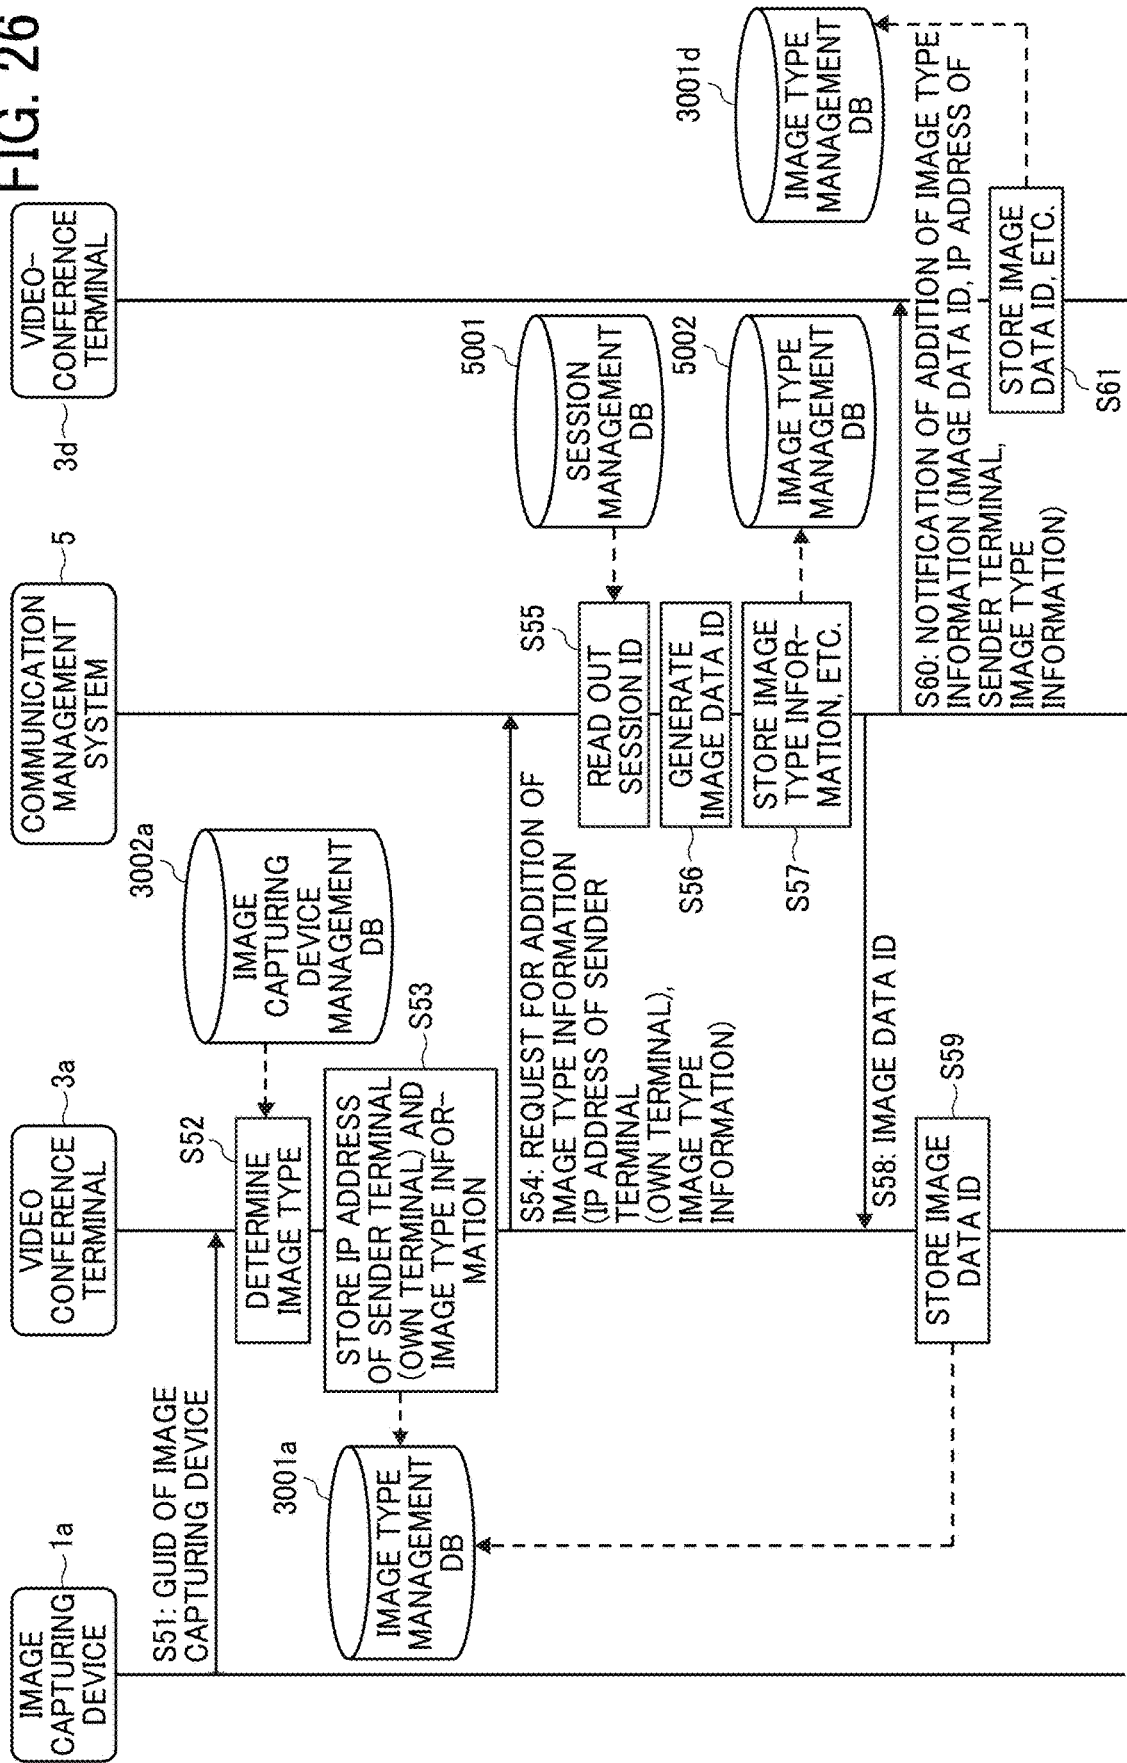 FIG. 26
IMAGE
CAPTURING
DEVICE
1a
VIDEO
CONFERENCE
TERMINAL
3a
COMMUNICATION
MANAGEMENT
SYSTEM
5
VIDEO-
CONFERENCE
TERMINAL
3d
S51: GUID OF IMAGE
CAPTURING DEVICE
S52
DETERMINE
IMAGE TYPE
3002a
IMAGE
CAPTURING
DEVICE
MANAGEMENT
DB
S53
STORE IP ADDRESS
OF SENDER TERMINAL
(OWN TERMINAL) AND
IMAGE TYPE INFOR-
MATION
3001a
IMAGE TYPE
MANAGEMENT
DB
S54: REQUEST FOR ADDITION OF
IMAGE TYPE INFORMATION
(IP ADDRESS OF SENDER
TERMINAL
(OWN TERMINAL),
IMAGE TYPE
INFORMATION)
S55
READ OUT
SESSION ID
5001
SESSION
MANAGEMENT
DB
S56
GENERATE
IMAGE DATA ID
S57
STORE IMAGE
TYPE INFOR-
MATION, ETC.
5002
IMAGE TYPE
MANAGEMENT
DB
S58: IMAGE DATA ID
S59
STORE IMAGE
DATA ID
S60: NOTIFICATION OF ADDITION OF IMAGE TYPE
INFORMATION (IMAGE DATA ID, IP ADDRESS OF
SENDER TERMINAL,
IMAGE TYPE
INFORMATION)
S61
STORE IMAGE
DATA ID, ETC.
3001d
IMAGE TYPE
MANAGEMENT
DB